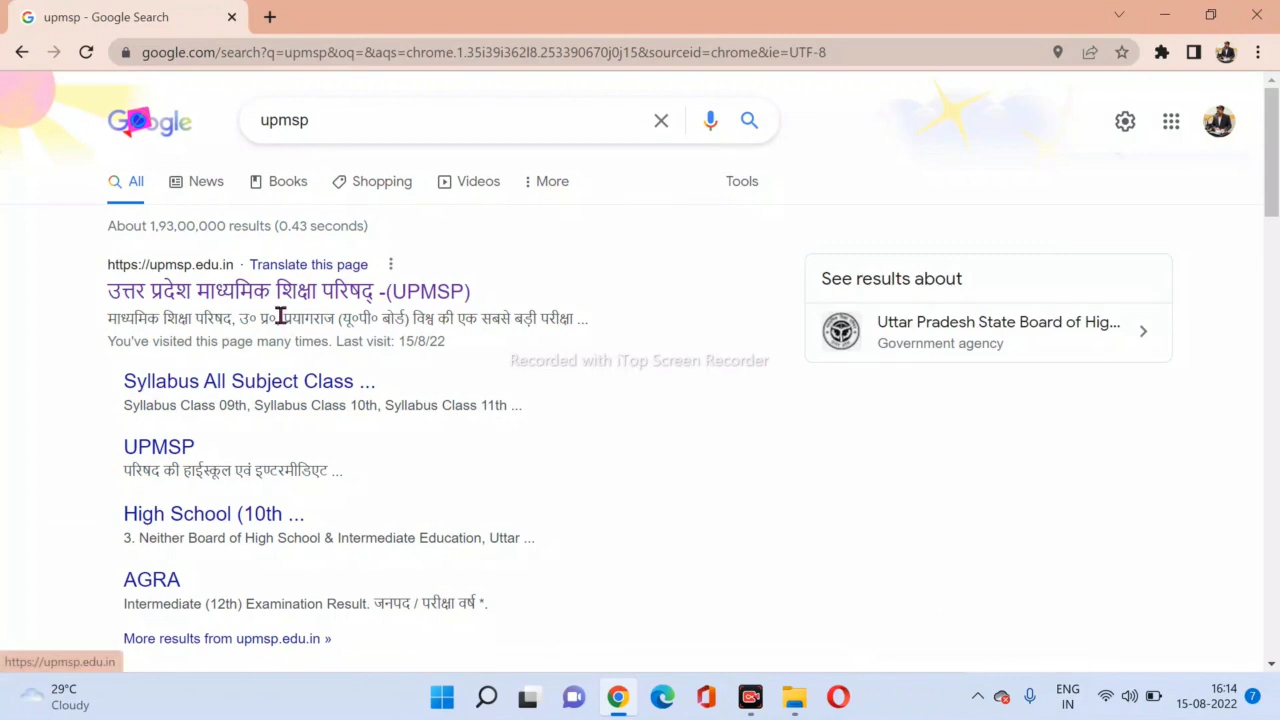 upmsp - Google Search
google.com/search?q=upmsp&oq=&aqs=chrome.1.35i39i362l8.253390670j0j15&sourceid=chrome&ie=UTF-8
Google
upmsp
All News Books Shopping Videos More Tools
About 1,93,00,000 results (0.43 seconds)
https://upmsp.edu.in · Translate this page
उत्तर प्रदेश माध्यमिक शिक्षा परिषद् -(UPMSP)
माध्यमिक शिक्षा परिषद, उ० प्र०, प्रयागराज (यू०पी० बोर्ड) विश्व की एक सबसे बड़ी परीक्षा ...
You've visited this page many times. Last visit: 15/8/22
See results about
Uttar Pradesh State Board of Hig...
Government agency
Recorded with iTop Screen Recorder
Syllabus All Subject Class ...
Syllabus Class 09th, Syllabus Class 10th, Syllabus Class 11th ...
UPMSP
परिषद की हाईस्कूल एवं इण्टरमीडिएट ...
High School (10th ...
3. Neither Board of High School & Intermediate Education, Uttar ...
AGRA
Intermediate (12th) Examination Result. जनपद / परीक्षा वर्ष *.
More results from upmsp.edu.in »
https://upmsp.edu.in
29°C
Cloudy
ENG
IN
16:14
15-08-2022
7